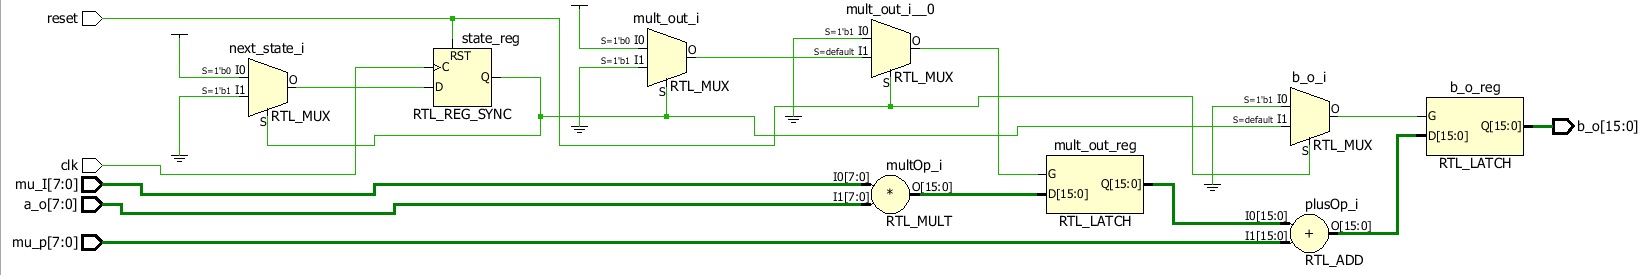 reset
clk
mu_I[7:0]
a_o[7:0]
mu_p[7:0]
next_state_i
S=1'b0 I0
S=1'b1 I1
O
S
RTL_MUX
state_reg
RST
C
D
Q
RTL_REG_SYNC
mult_out_i
S=1'b0 I0
S=1'b1 I1
O
S
RTL_MUX
mult_out_i__0
S=1'b1 I0
S=default I1
O
S
RTL_MUX
multOp_i
I0[7:0]
I1[7:0]
*
O[15:0]
RTL_MULT
mult_out_reg
G
D[15:0]
Q[15:0]
RTL_LATCH
b_o_i
S=1'b1 I0
S=default I1
O
S
RTL_MUX
plusOp_i
I0[15:0]
I1[15:0]
+
O[15:0]
RTL_ADD
b_o_reg
G
D[15:0]
Q[15:0]
RTL_LATCH
b_o[15:0]